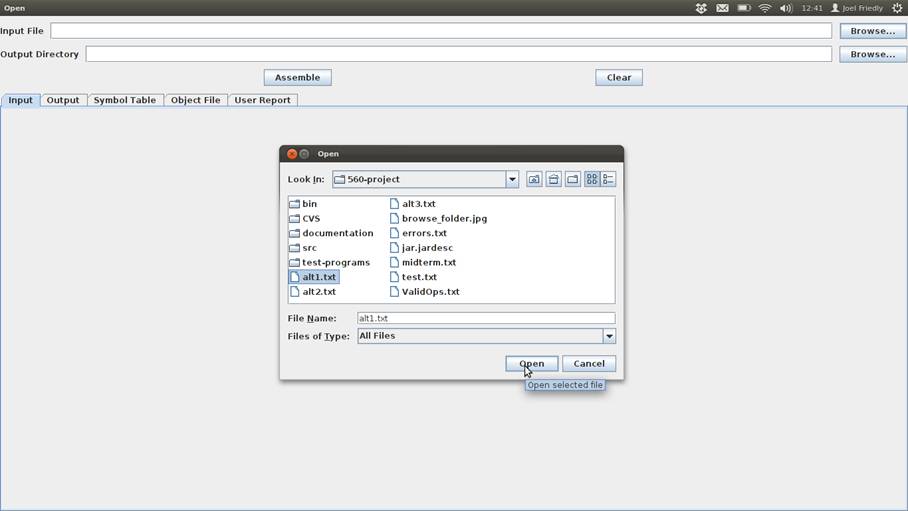 Open 12:41 Joel Friedly
Input File Browse...
Output Directory Browse...
Assemble Clear
Input Output Symbol Table Object File User Report
Open
Look In: 560-project
bin alt3.txt
CVS browse_folder.jpg
documentation errors.txt
src jar.jardesc
test-programs midterm.txt
alt1.txt test.txt
alt2.txt ValidOps.txt
File Name: alt1.txt
Files of Type: All Files
Open Cancel
Open selected file